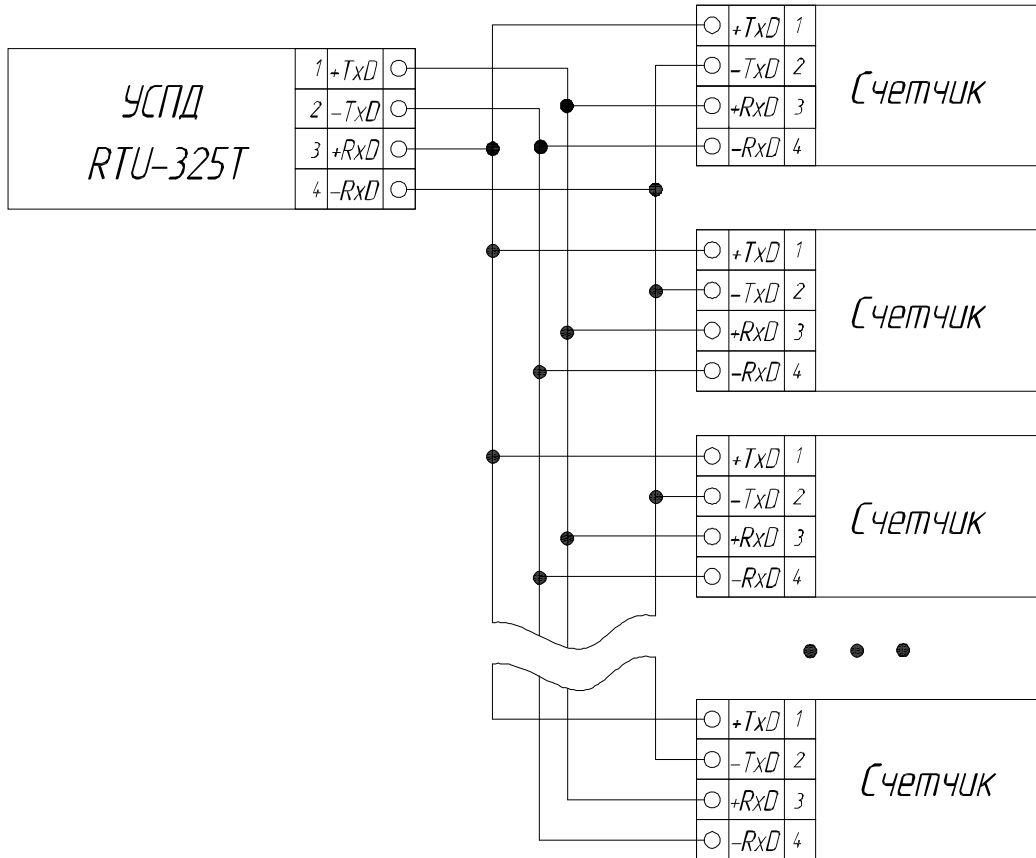 УСПД
RTU-325T
1 +TxD
2 -TxD
3 +RxD
4 -RxD
+TxD 1
-TxD 2
+RxD 3
-RxD 4
Счетчик
+TxD 1
-TxD 2
+RxD 3
-RxD 4
Счетчик
+TxD 1
-TxD 2
+RxD 3
-RxD 4
Счетчик
+TxD 1
-TxD 2
+RxD 3
-RxD 4
Счетчик